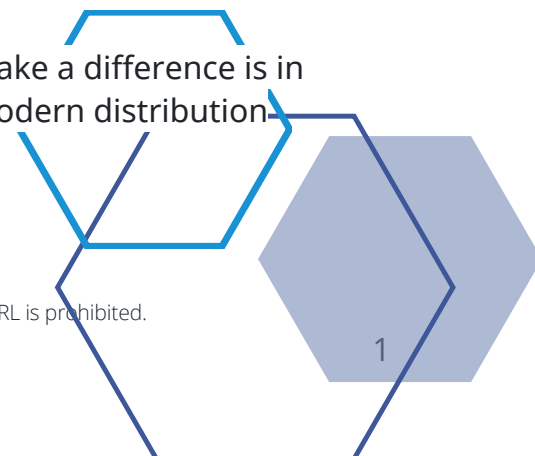 ake a difference is in
odern distribution
RL is prohibited.
1